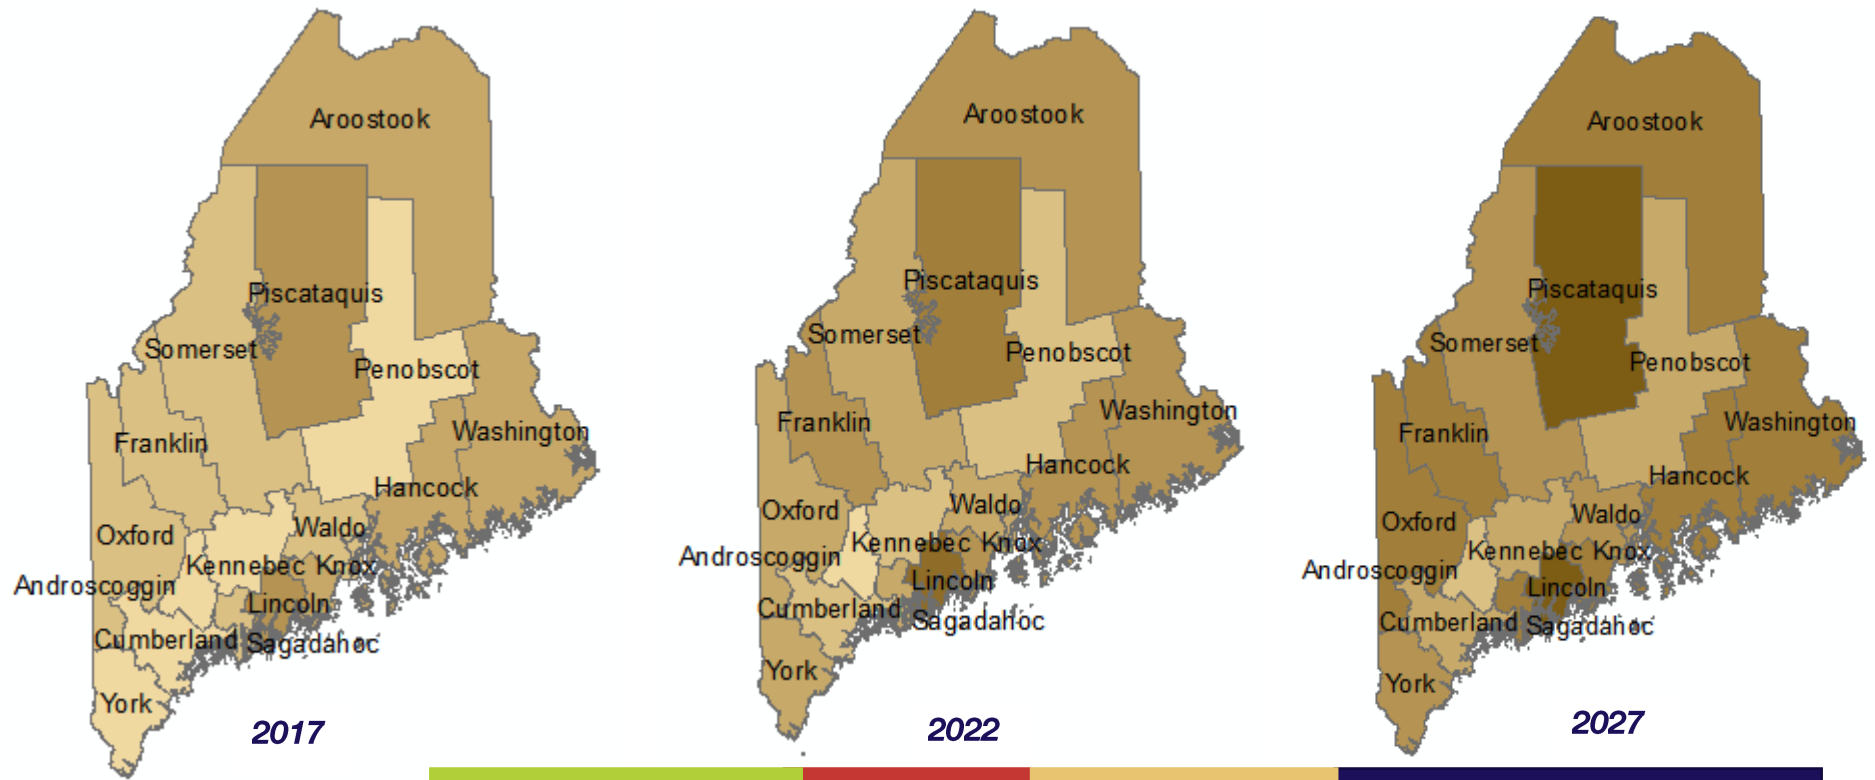 Aroostook
Piscataquis
Somerset
Penobscot
Franklin
Washington
Hancock
Oxford
Waldo
Kennebec
Knox
Androscoggin
Lincoln
Cumberland
Sagadahoc
York
2017
Aroostook
Piscataquis
Somerset
Penobscot
Washington
Franklin
Hancock
Waldo
Oxford
Kennebec
Knox
Androscoggin
Lincoln
Cumberland
Sagadahoc
York
2022
Aroostook
Piscataquis
Somerset
Penobscot
Washington
Franklin
Hancock
Waldo
Oxford
Kennebec
Knox
Androscoggin
Lincoln
Cumberland
Sagadahoc
York
2027